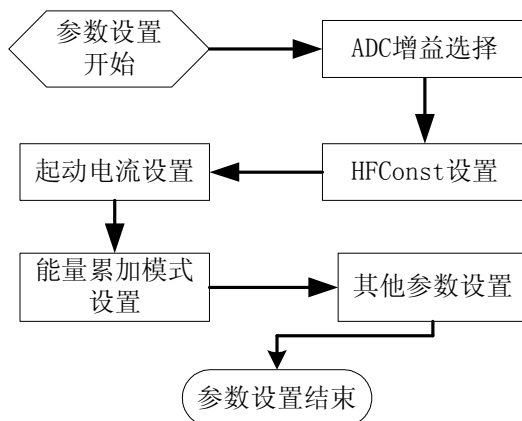 参数设置
开始
ADC增益选择
HFConst设置
起动电流设置
能量累加模式
设置
其他参数设置
参数设置结束